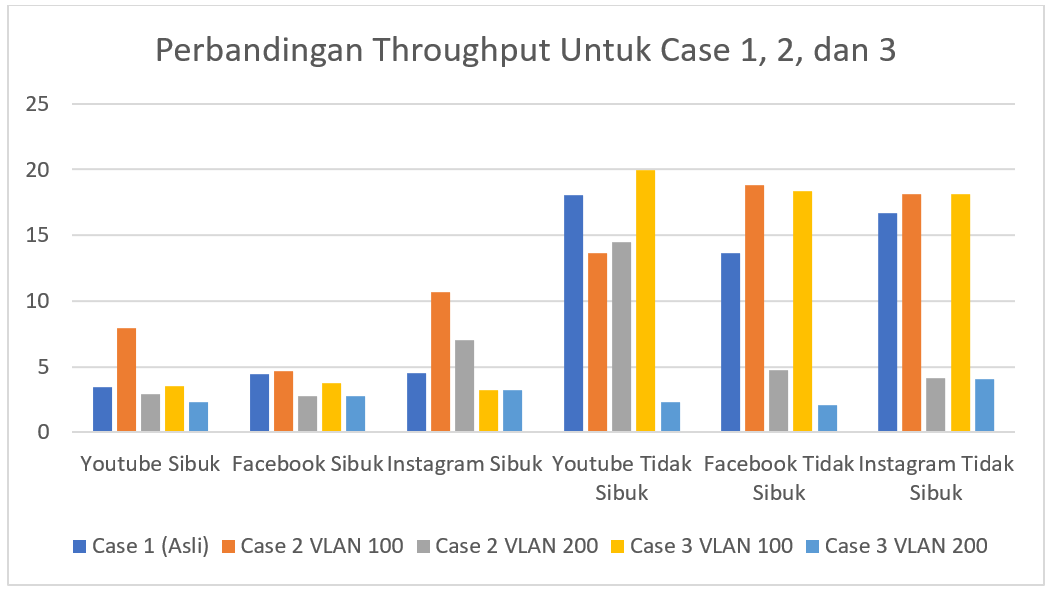 Perbandingan Throughput Untuk Case 1, 2, dan 3
25
20
15
10
5
0
Youtube Sibuk
Facebook Sibuk
Instagram Sibuk
Youtube Tidak
Sibuk
Facebook Tidak
Sibuk
Instagram Tidak
Sibuk
Case 1 (Asli)
Case 2 VLAN 100
Case 2 VLAN 200
Case 3 VLAN 100
Case 3 VLAN 200